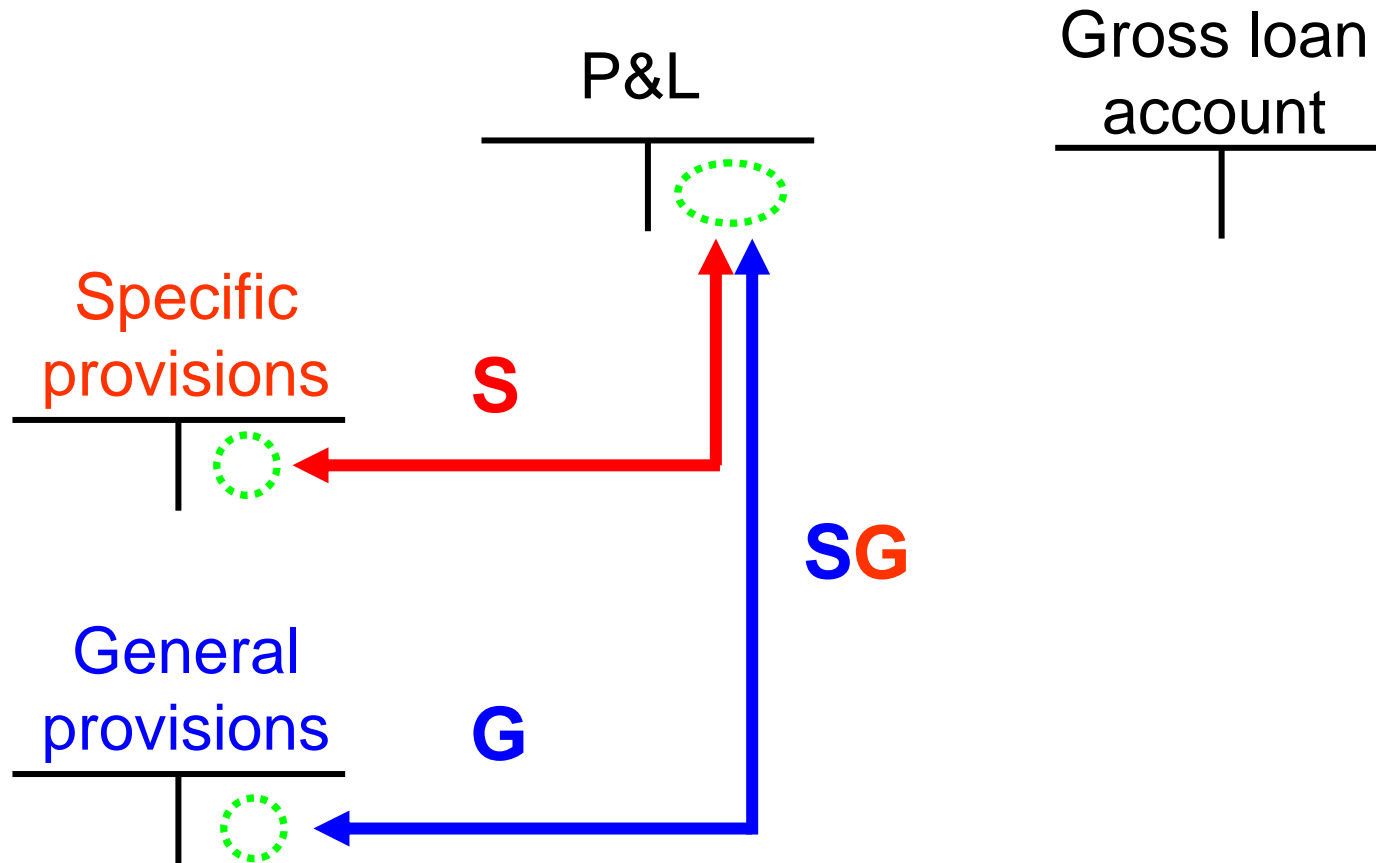 P&L
Gross loan
account
Specific
provisions
S
SG
General
provisions
G